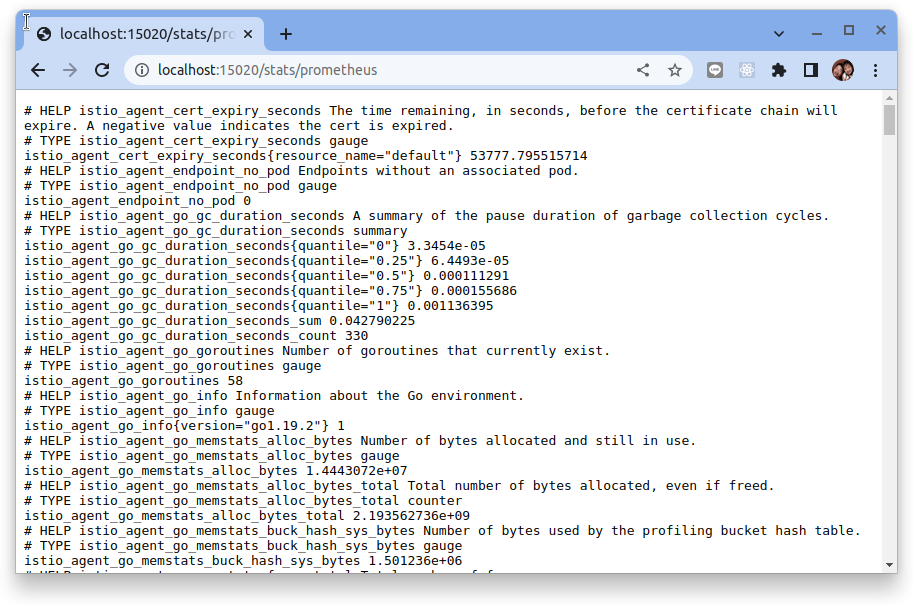 localhost:15020/stats/pro
localhost:15020/stats/prometheus
# HELP istio_agent_cert_expiry_seconds The time remaining, in seconds, before the certificate chain will
expire. A negative value indicates the cert is expired.
# TYPE istio_agent_cert_expiry_seconds gauge
istio_agent_cert_expiry_seconds{resource_name="default"} 53777.795515714
# HELP istio_agent_endpoint_no_pod Endpoints without an associated pod.
# TYPE istio_agent_endpoint_no_pod gauge
istio_agent_endpoint_no_pod 0
# HELP istio_agent_go_gc_duration_seconds A summary of the pause duration of garbage collection cycles.
# TYPE istio_agent_go_gc_duration_seconds summary
istio_agent_go_gc_duration_seconds{quantile="0"} 3.3454e-05
istio_agent_go_gc_duration_seconds{quantile="0.25"} 6.4493e-05
istio_agent_go_gc_duration_seconds{quantile="0.5"} 0.000111291
istio_agent_go_gc_duration_seconds{quantile="0.75"} 0.000155686
istio_agent_go_gc_duration_seconds{quantile="1"} 0.001136395
istio_agent_go_gc_duration_seconds_sum 0.042790225
istio_agent_go_gc_duration_seconds_count 330
# HELP istio_agent_go_goroutines Number of goroutines that currently exist.
# TYPE istio_agent_go_goroutines gauge
istio_agent_go_goroutines 58
# HELP istio_agent_go_info Information about the Go environment.
# TYPE istio_agent_go_info gauge
istio_agent_go_info{version="go1.19.2"} 1
# HELP istio_agent_go_memstats_alloc_bytes Number of bytes allocated and still in use.
# TYPE istio_agent_go_memstats_alloc_bytes gauge
istio_agent_go_memstats_alloc_bytes 1.4443072e+07
# HELP istio_agent_go_memstats_alloc_bytes_total Total number of bytes allocated, even if freed.
# TYPE istio_agent_go_memstats_alloc_bytes_total counter
istio_agent_go_memstats_alloc_bytes_total 2.193562736e+09
# HELP istio_agent_go_memstats_buck_hash_sys_bytes Number of bytes used by the profiling bucket hash table.
# TYPE istio_agent_go_memstats_buck_hash_sys_bytes gauge
istio_agent_go_memstats_buck_hash_sys_bytes 1.501236e+06